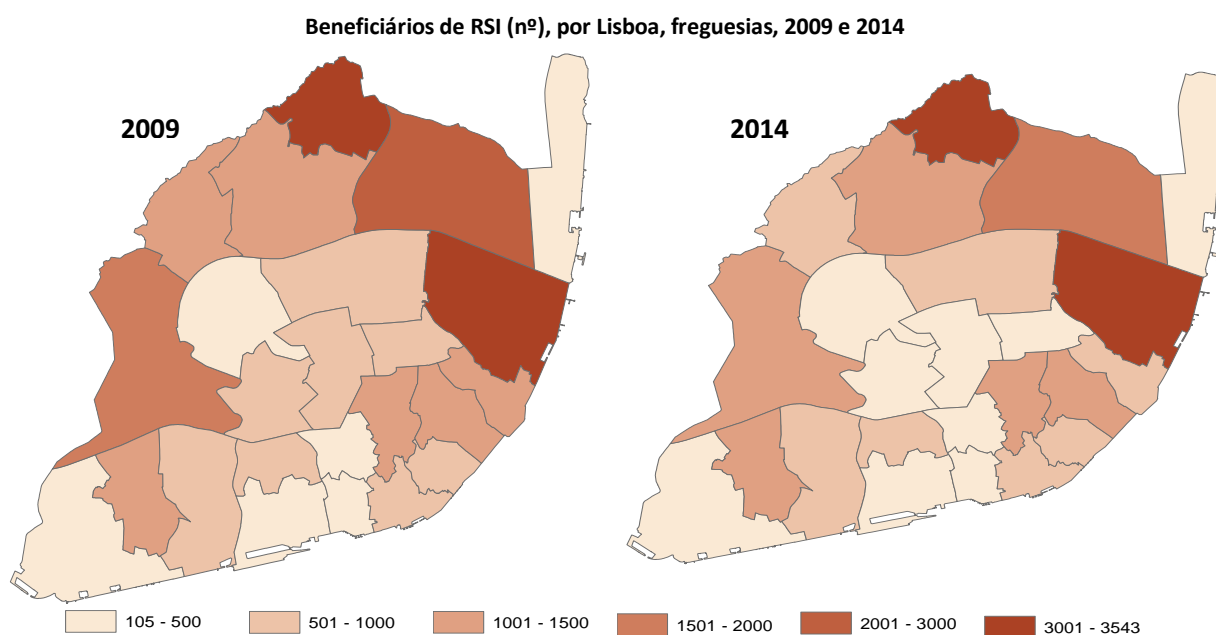 Beneficiários de RSI (nº), por Lisboa, freguesias, 2009 e 2014
2009
2014
105 - 500
501 - 1000
1001 - 1500
1501 - 2000
2001 - 3000
3001 - 3543